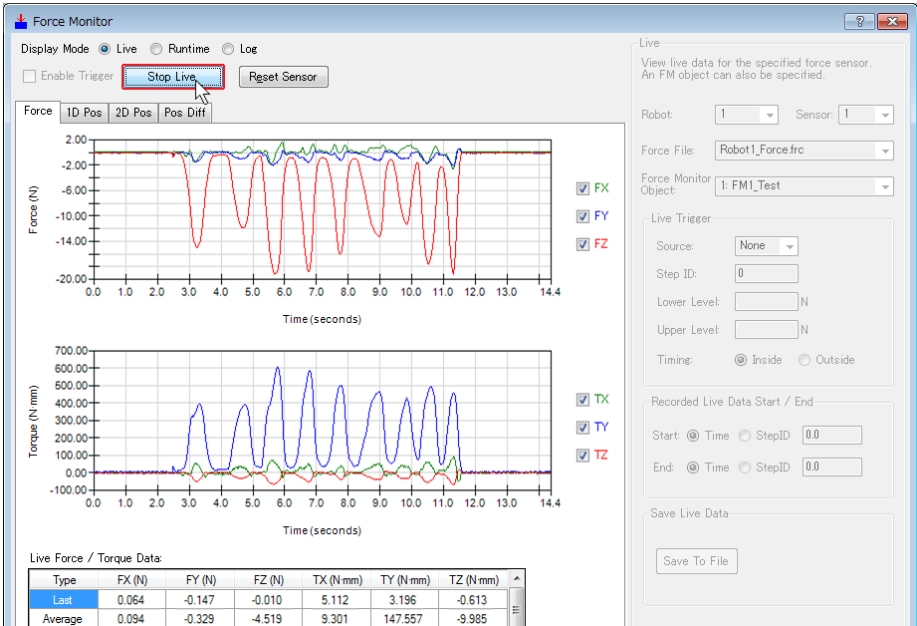 Force Monitor
Display Mode Live Runtime Log
Enable Trigger Stop Live Reset Sensor
Force 1D Pos 2D Pos Pos Diff
2.00
-2.00
-6.00
-10.00
-14.00
-20.00
Force (N)
0.0 1.0 2.0 3.0 4.0 5.0 6.0 7.0 8.0 9.0 10.0 11.0 12.0 13.0 14.4
Time (seconds)
FX
FY
FZ
700.00
600.00
500.00
400.00
300.00
200.00
100.00
0.00
-100.00
Torque (N·mm)
0.0 1.0 2.0 3.0 4.0 5.0 6.0 7.0 8.0 9.0 10.0 11.0 12.0 13.0 14.4
Time (seconds)
TX
TY
TZ
Live Force / Torque Data:
Type FX (N) FY (N) FZ (N) TX (N·mm) TY (N·mm) TZ (N·mm)
Last 0.064 -0.147 -0.010 5.112 3.196 -0.613
Average 0.094 -0.329 -4.519 9.301 147.557 -9.985
Live
View live data for the specified force sensor.
An FM object can also be specified.
Robot: 1 Sensor: 1
Force File: Robot1_Force.frc
Force Monitor
Object: 1: FM1_Test
Live Trigger
Source: None
Step ID: 0
Lower Level: N
Upper Level: N
Timing: Inside Outside
Recorded Live Data Start / End
Start: Time StepID 0.0
End: Time StepID 0.0
Save Live Data
Save To File